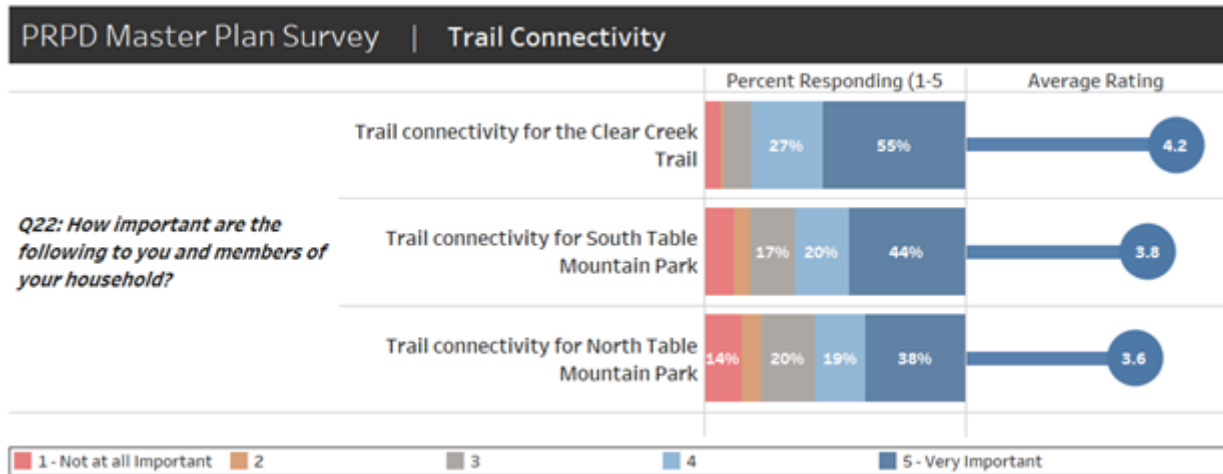 PRPD Master Plan Survey | Trail Connectivity
Percent Responding (1-5
Average Rating
Q22: How important are the
following to you and members of
your household?
Trail connectivity for the Clear Creek
Trail
27% 55%
4.2
Trail connectivity for South Table
Mountain Park
17% 20% 44%
3.8
Trail connectivity for North Table
Mountain Park
14% 20% 19% 38%
3.6
1 - Not at all Important 2 3 4 5 - Very Important